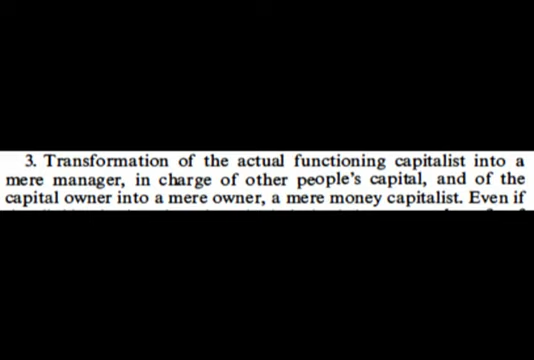 3. Transformation of the actual functioning capitalist into a
mere manager, in charge of other people's capital, and of the
capital owner into a mere owner, a mere money capitalist. Even if